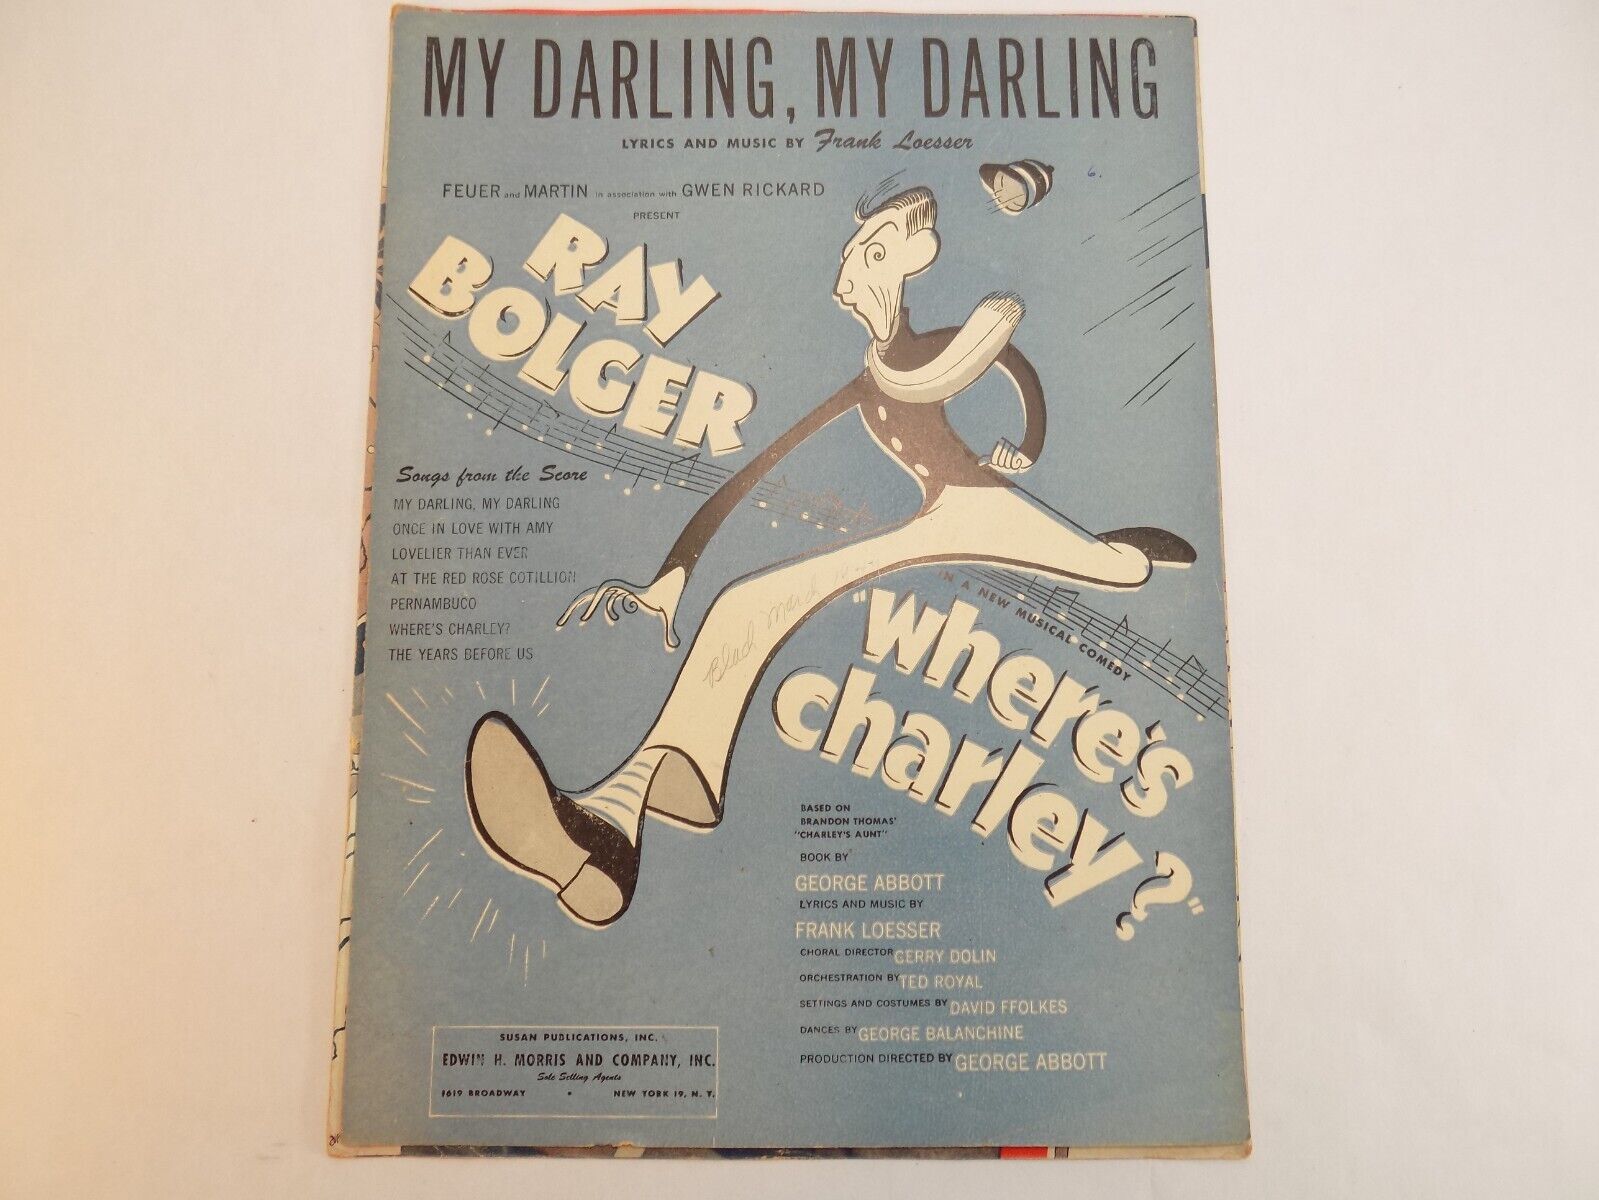 MY DARLING, MY DARLING
LYRICS AND MUSIC BY Frank Loesser
6.
FEUER and MARTIN in association with GWEN RICKARD
PRESENT
RAY
BOLGER
Songs from the Score
MY DARLING, MY DARLING
ONCE IN LOVE WITH AMY
LOVELIER THAN EVER
AT THE RED ROSE COTILLION
PERNAMBUCO
WHERE'S CHARLEY?
THE YEARS BEFORE US
IN A NEW MUSICAL COMEDY
"where's
charley?"
BASED ON
BRANDON THOMAS'
"CHARLEY'S AUNT"
BOOK BY
GEORGE ABBOTT
LYRICS AND MUSIC BY
FRANK LOESSER
CHORAL DIRECTOR GERRY DOLIN
ORCHESTRATION BY TED ROYAL
SETTINGS AND COSTUMES BY DAVID FFOLKES
DANCES BY GEORGE BALANCHINE
PRODUCTION DIRECTED BY GEORGE ABBOTT
SUSAN PUBLICATIONS, INC.
EDWIN H. MORRIS AND COMPANY, INC.
Sole Selling Agents
1619 BROADWAY • NEW YORK 19, N. Y.